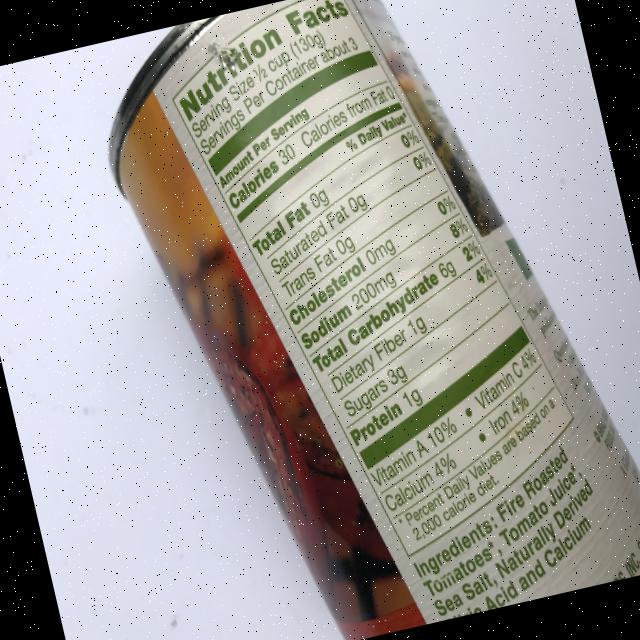 Nutrition Facts
Serving Size ½ cup (130g)
Servings Per Container about 3
Amount Per Serving
Calories 30 Calories from Fat 0
% Daily Value*
Total Fat 0g 0%
Saturated Fat 0g 0%
Trans Fat 0g
Cholesterol 0mg 0%
Sodium 200mg 8%
Total Carbohydrate 6g 2%
Dietary Fiber 1g 4%
Sugars 3g
Protein 1g
Vitamin A 10% • Vitamin C 4%
Calcium 4% • Iron 4%
* Percent Daily Values are based on a
2,000 calorie diet.
Ingredients: Fire Roasted
Tomatoes*, Tomato Juice*,
Sea Salt, Naturally Derived
Acid and Calcium